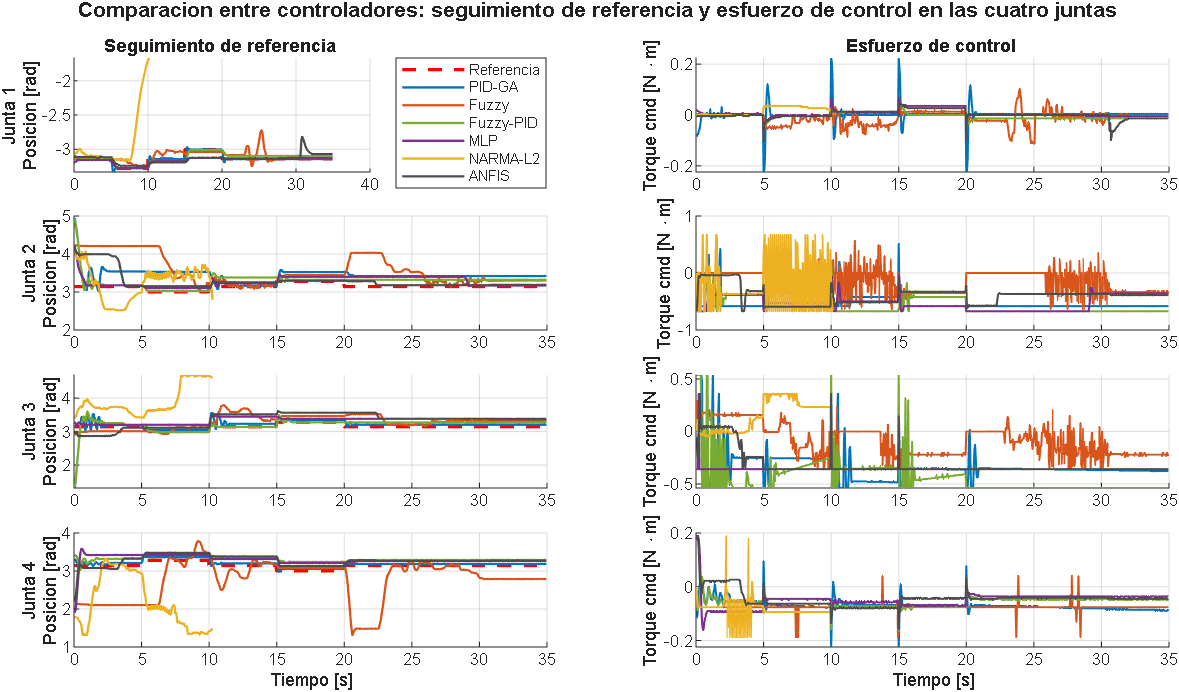 Comparacion entre controladores: seguimiento de referencia y esfuerzo de control en las cuatro juntas
Seguimiento de referencia
Junta 1
Posicion [rad]
-2
-2.5
-3
0 10 20 30 40
Referencia
PID-GA
Fuzzy
Fuzzy-PID
MLP
NARMA-L2
ANFIS
Junta 2
Posicion [rad]
5
4
3
2
0 5 10 15 20 25 30 35
Junta 3
Posicion [rad]
4
3
2
0 5 10 15 20 25 30 35
Junta 4
Posicion [rad]
4
3
2
1
0 5 10 15 20 25 30 35
Tiempo [s]
Esfuerzo de control
Torque cmd [N · m]
0.2
0
-0.2
0 5 10 15 20 25 30 35
Torque cmd [N · m]
1
0
-1
0 5 10 15 20 25 30 35
Torque cmd [N · m]
0.5
0
-0.5
0 5 10 15 20 25 30 35
Torque cmd [N · m]
0.2
0
-0.2
0 5 10 15 20 25 30 35
Tiempo [s]